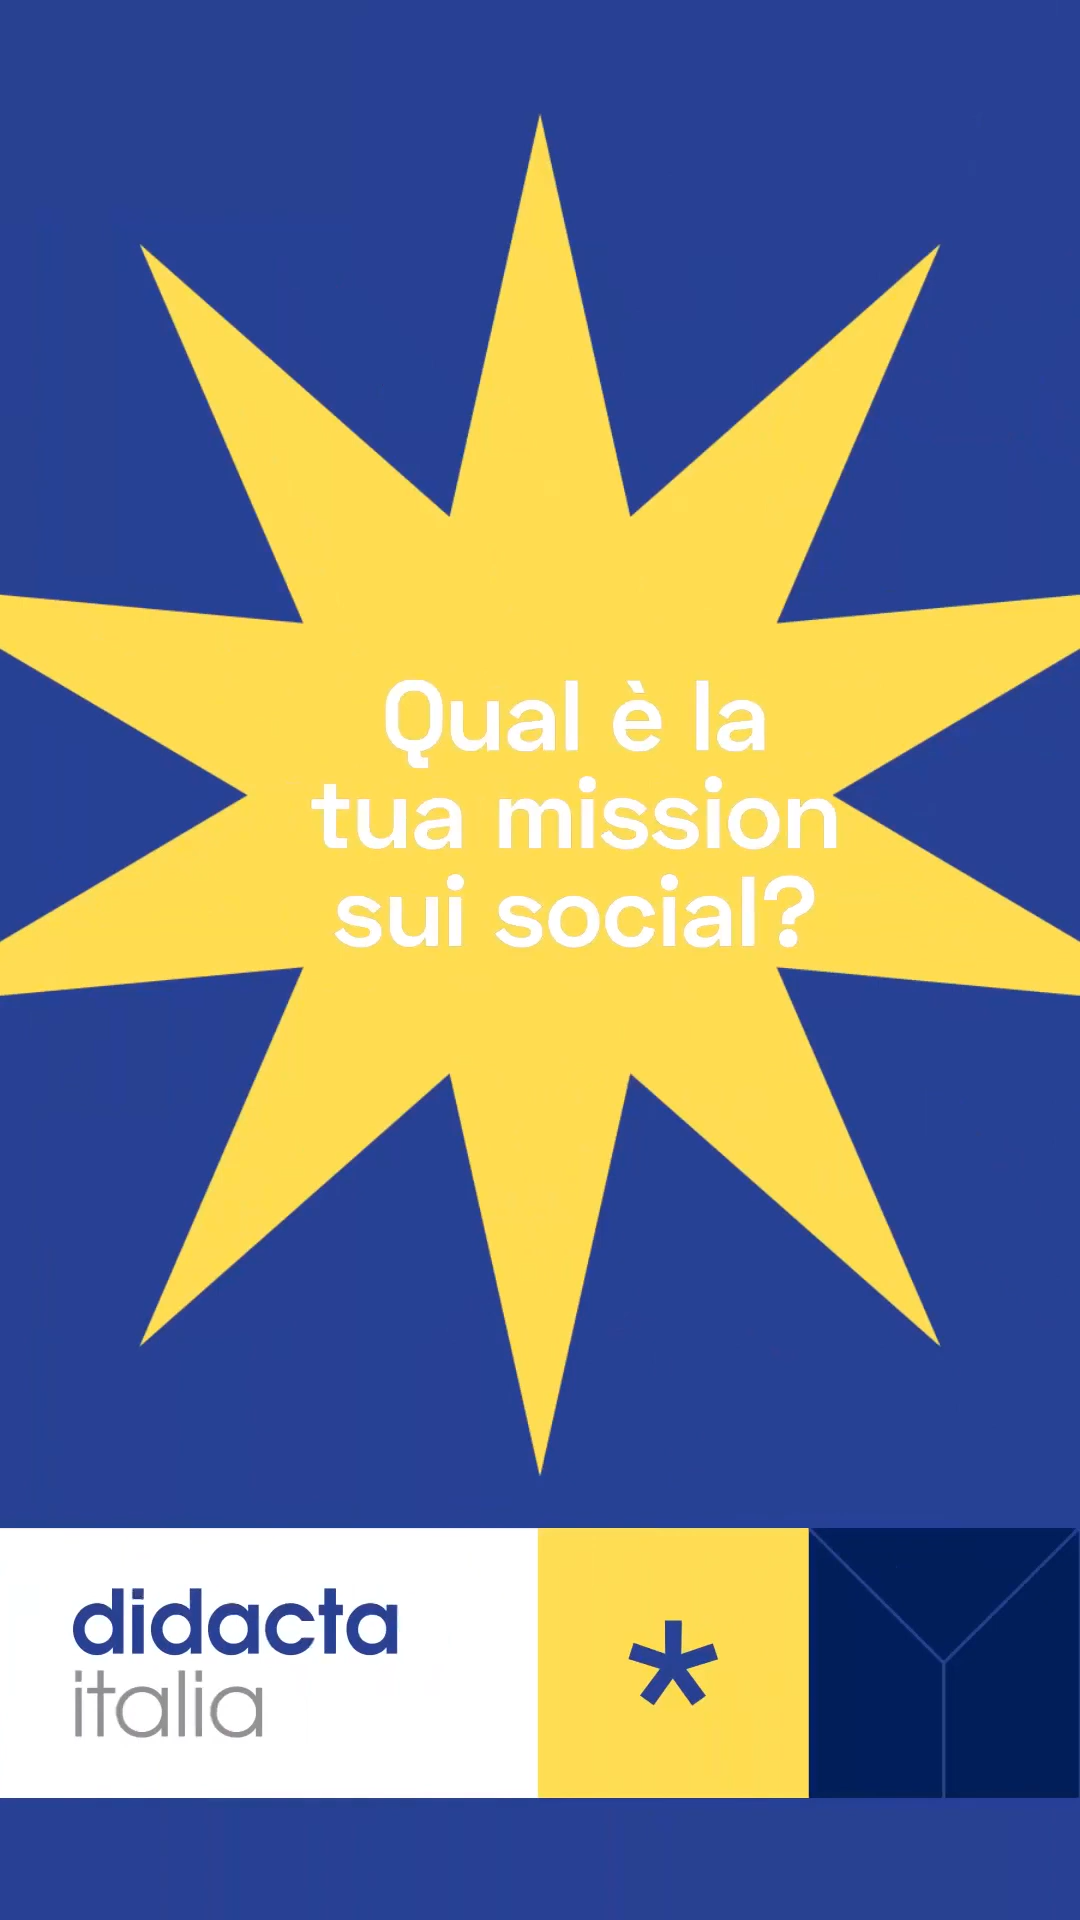 Qual è la
tua mission
sui social?
didacta
italia
*